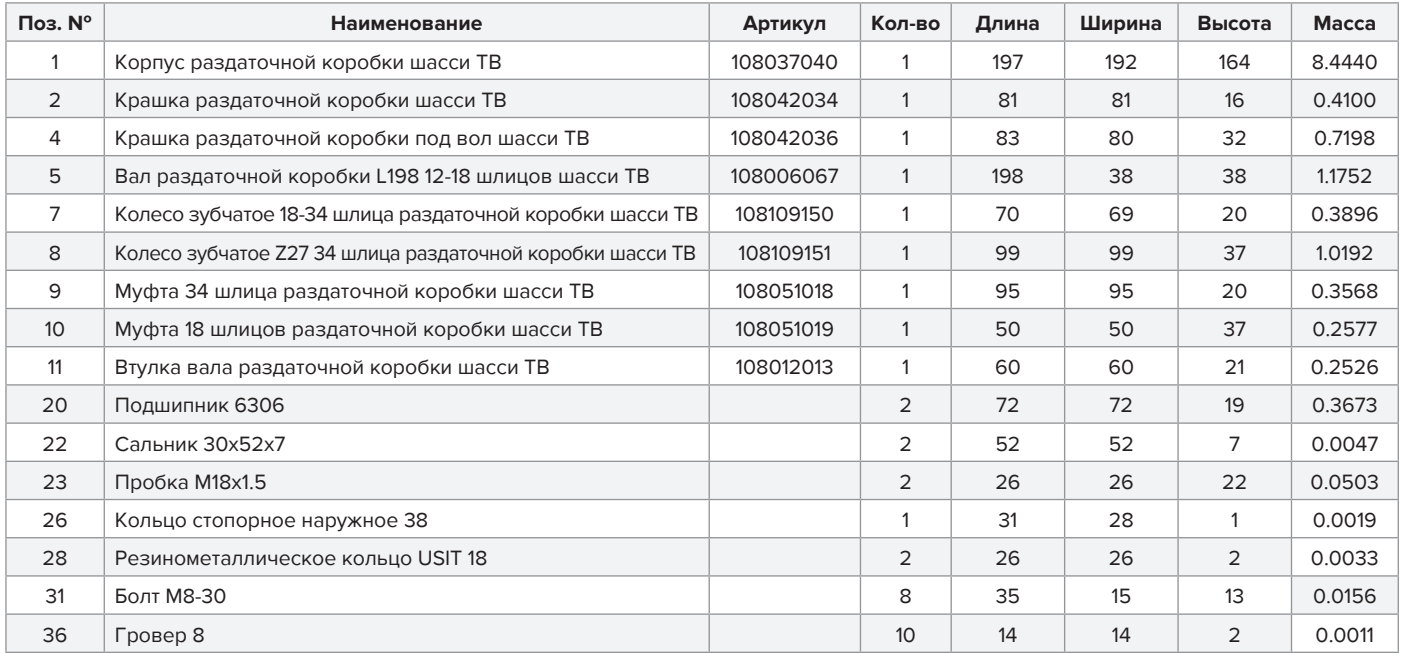 Поз. № Наименование Артикул Кол-во Длина Ширина Высота Масса
1 Корпус раздаточной коробки шасси ТВ 108037040 1 197 192 164 8.4440
2 Крашка раздаточной коробки шасси ТВ 108042034 1 81 81 16 0.4100
4 Крашка раздаточной коробки под вол шасси ТВ 108042036 1 83 80 32 0.7198
5 Вал раздаточной коробки L198 12-18 шлицов шасси ТВ 108006067 1 198 38 38 1.1752
7 Колесо зубчатое 18-34 шлица раздаточной коробки шасси ТВ 108109150 1 70 69 20 0.3896
8 Колесо зубчатое Z27 34 шлица раздаточной коробки шасси ТВ 108109151 1 99 99 37 1.0192
9 Муфта 34 шлица раздаточной коробки шасси ТВ 108051018 1 95 95 20 0.3568
10 Муфта 18 шлицов раздаточной коробки шасси ТВ 108051019 1 50 50 37 0.2577
11 Втулка вала раздаточной коробки шасси ТВ 108012013 1 60 60 21 0.2526
20 Подшипник 6306 2 72 72 19 0.3673
22 Сальник 30x52x7 2 52 52 7 0.0047
23 Пробка M18x1.5 2 26 26 22 0.0503
26 Кольцо стопорное наружное 38 1 31 28 1 0.0019
28 Резинометаллическое кольцо USIT 18 2 26 26 2 0.0033
31 Болт М8-30 8 35 15 13 0.0156
36 Гровер 8 10 14 14 2 0.0011